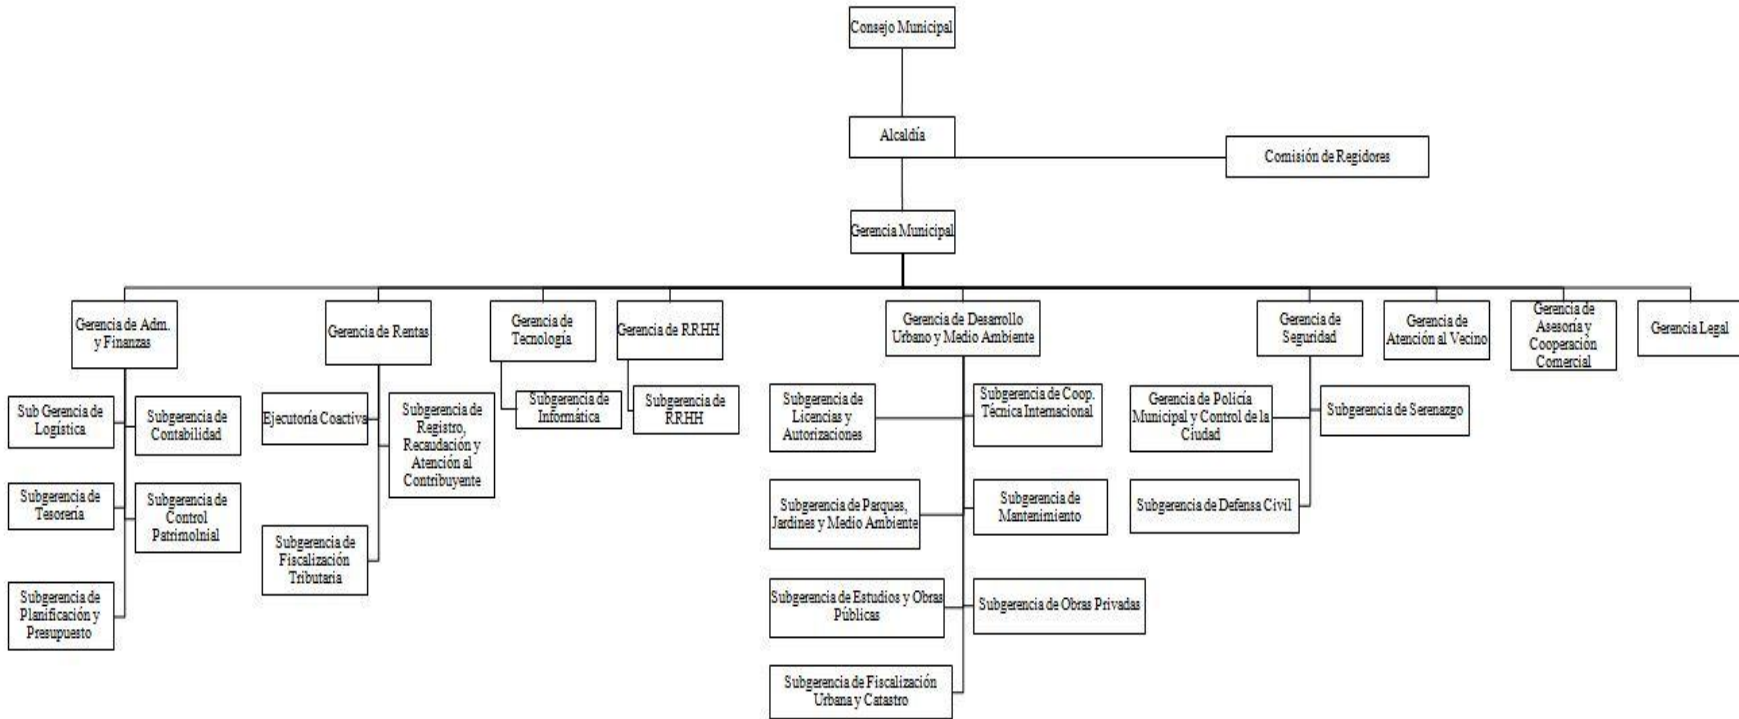 Consejo Municipal
Alcaldía
Comisión de Regidores
Gerencia Municipal
Gerencia de Adm.
y Finanzas
Gerencia de Rentas
Gerencia de
Tecnología
Gerencia de RRHH
Gerencia de Desarrollo
Urbano y Medio Ambiente
Gerencia de
Seguridad
Gerencia de
Atención al Vecino
Gerencia de
Asesoría y
Cooperación
Comercial
Gerencia Legal
Sub Gerencia de
Logística
Subgerencia de
Contabilidad
Subgerencia de
Tesorería
Subgerencia de
Control
Patrimolnial
Subgerencia de
Planificación y
Presupuesto
Ejecutoría Coactiva
Subgerencia de
Registro,
Recaudación y
Atención al
Contribuyente
Subgerencia de
Fiscalización
Tributaria
Subgerencia de
Informática
Subgerencia de
RRHH
Subgerencia de
Licencias y
Autorizaciones
Subgerencia de Coop.
Técnica Internacional
Subgerencia de Parques,
Jardines y Medio Ambiente
Subgerencia de
Mantenimiento
Subgerencia de Estudios y Obras
Públicas
Subgerencia de Obras Privadas
Subgerencia de Fiscalización
Urbana y Catastro
Gerencia de Policía
Municipal y Control de la
Ciudad
Subgerencia de Serenazgo
Subgerencia de Defensa Civil